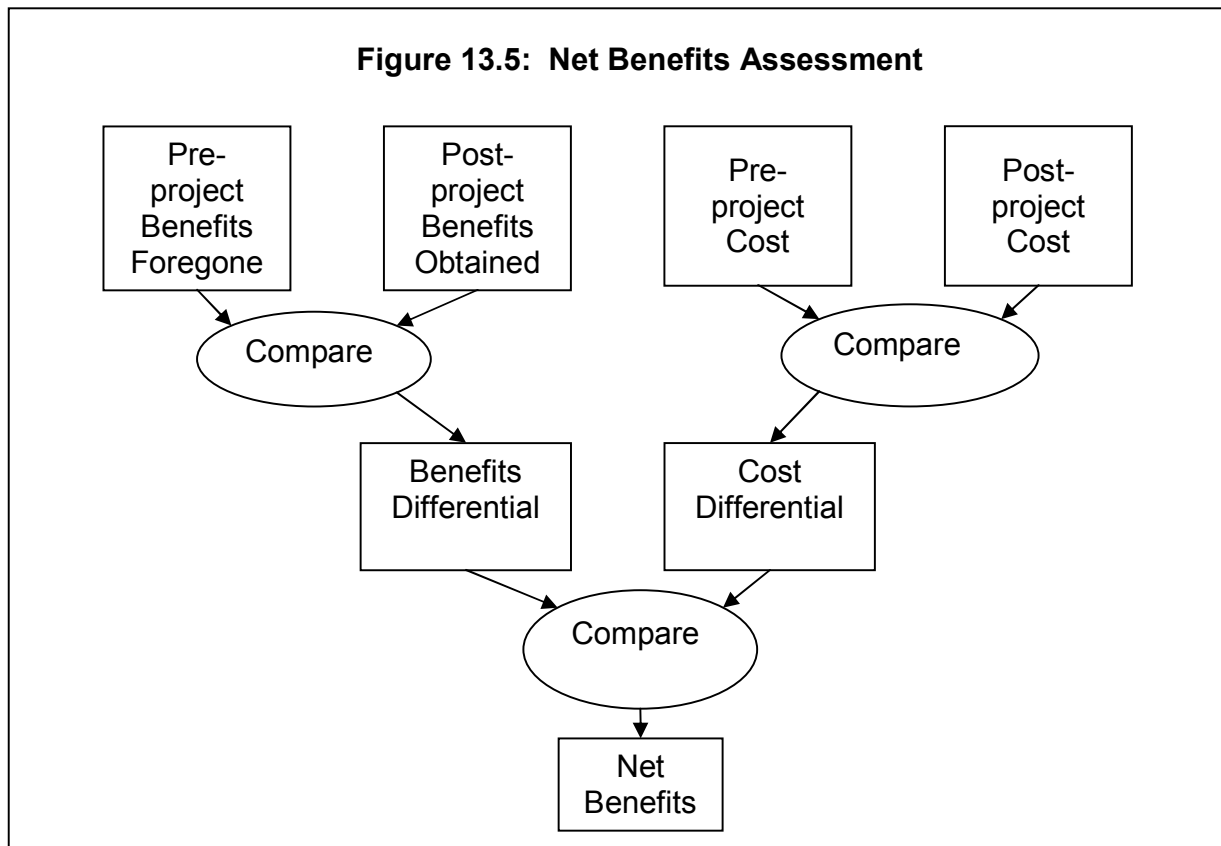 Figure 13.5: Net Benefits Assessment
Pre-
project
Benefits
Foregone
Post-
project
Benefits
Obtained
Pre-
project
Cost
Post-
project
Cost
Compare
Compare
Benefits
Differential
Cost
Differential
Compare
Net
Benefits